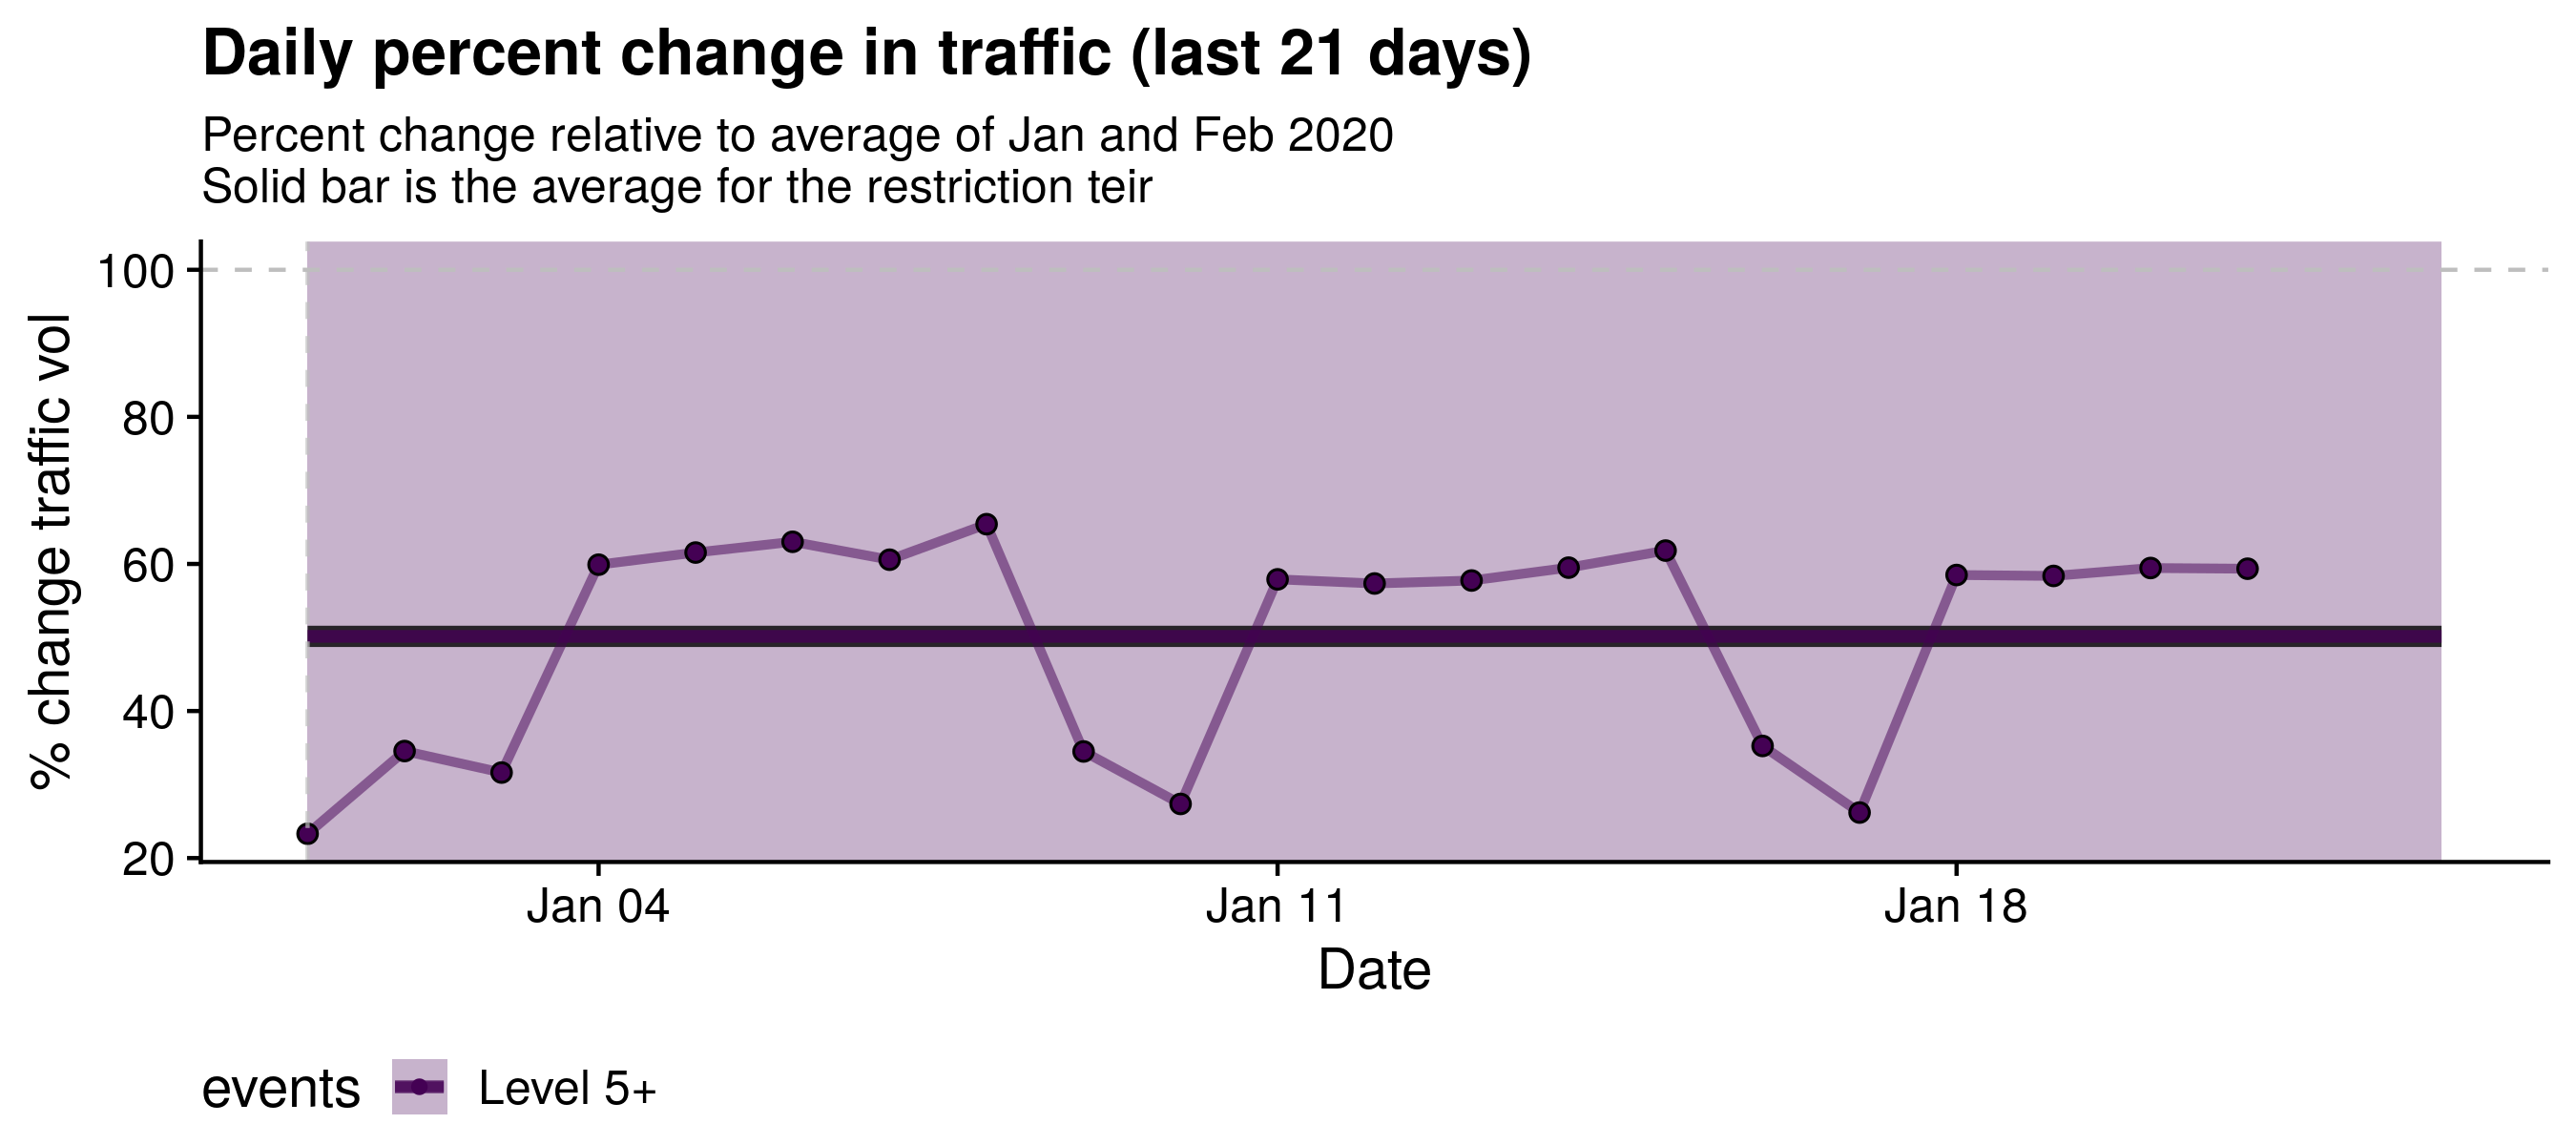 Daily percent change in traffic (last 21 days)
Percent change relative to average of Jan and Feb 2020
Solid bar is the average for the restriction teir
% change traffic vol
100
80
60
40
20
Jan 04
Jan 11
Jan 18
Date
events
Level 5+